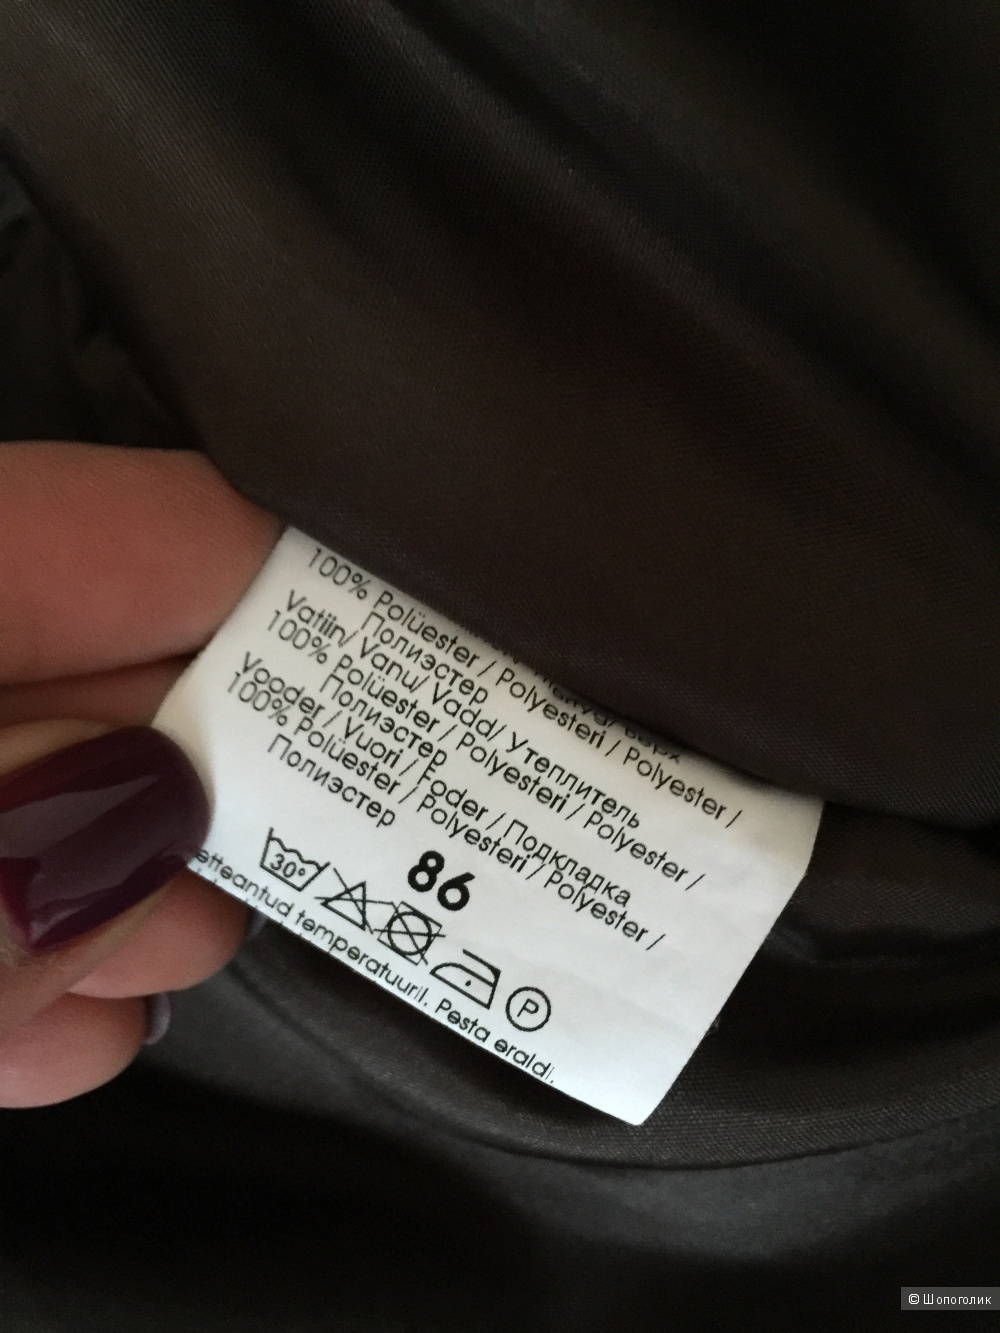 100% Polüester / Polyesteri / Polyester /
Полиэстер
Vatiin/ Vanu/ Vadd/ Утеплитель
100% Polüester / Polyesteri / Polyester /
Полиэстер
Vooder / Vuori / Foder / Подкладка
100% Polüester / Polyesteri / Polyester /
Полиэстер
86
30°
P
temperatuuril. Pesta eraldi.
© Шопоголик